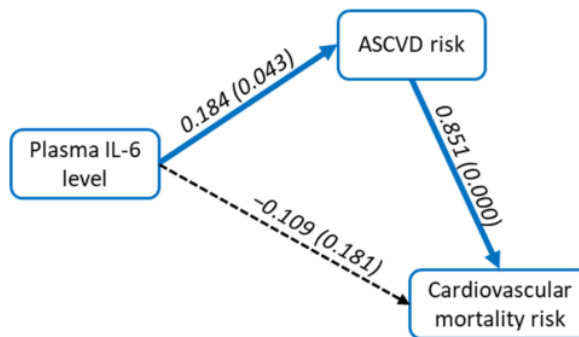 ASCVD risk
0.184 (0.043)
Plasma IL-6
level
0.851 (0.000)
−0.109 (0.181)
Cardiovascular
mortality risk